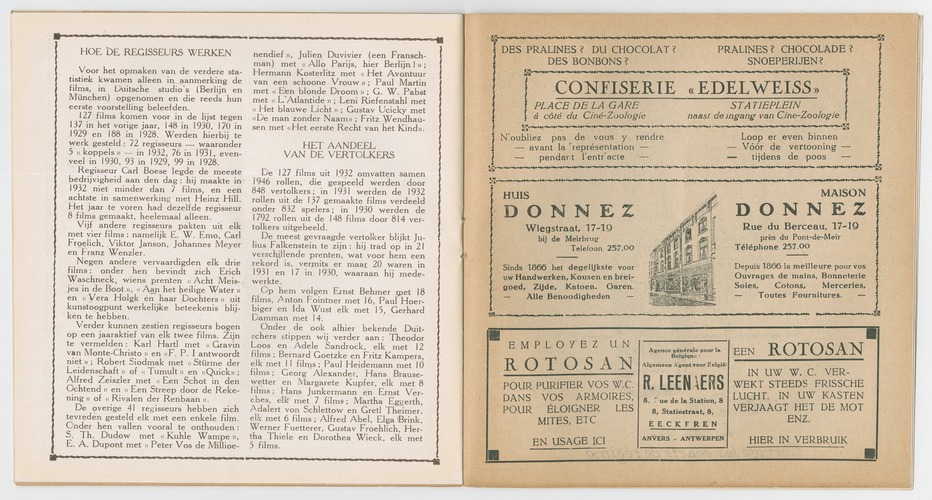 HOE DE REGISSEURS WERKEN
Voor het opmaken van de verdere sta-
tistiek kwamen alleen in aanmerking de
films, in Duitsche studio's (Berlijn en
München) opgenomen en die reeds hun
eerste voorstelling beleefden.
127 films komen voor in de lijst tegen
137 in het vorige jaar, 148 in 1930, 170 in
1929 en 188 in 1928. Werden hierbij te
werk gesteld : 72 regisseurs — waaronder
5 « koppels » — in 1932, 76 in 1931, even-
veel in 1930, 93 in 1929, 99 in 1928.
Regisseur Carl Boese legde de meeste
bedrijvigheid aan den dag : hij maakte in
1932 niet minder dan 7 films, en een
achtste in samenwerking met Heinz Hill.
Het jaar te voren had dezelfde regisseur
8 films gemaakt, heelemaal alleen.
Vijf andere regisseurs pakten uit elk
met vier films : namelijk E. W. Emo, Carl
Froelich, Viktor Janson, Johannes Meyer
en Franz Wenzler.
Negen andere vervaardigden elk drie
films : onder hen bevindt zich Erich
Waschneck, wiens prenten « Acht Meis-
jes in de Boot », « Aan het heilige Water »
en « Vera Holgk en haar Dochters » uit
kunstoogpunt werkelijk beteekenis blij-
ken te hebben.
Verder kunnen zestien regisseurs bogen
op een jaaraktief van elk twee films. Zijn
te vermelden : Karl Hartl met « Gravin
van Monte-Christo » en «F. P. I antwoordt
niet » ; Robert Siodmak met « Stürme der
Leidenschaft » of « Tumult » en «Quick» ;
Alfred Zeiszler met « Een Schot in den
Ochtend » en « Een Streep door de Reke-
ning » of « Rivalen der Renbaan ».
De overige 41 regisseurs hebben zich
tevreden gesteld elk met een enkele film.
Onder hen vallen vooral te onthouden :
S. Th. Dudow met « Kuhle Wampe »,
E. A. Dupont met « Peter Vos de Millioe-
nendief », Julien Duvivier (een Fransch-
man) met « Allo Parijs, hier Berlijn ! » ;
Hermann Kosterlitz met « Het Avontuur
van een schoone Vrouw » ; Paul Martin
met « Een blonde Droom » ; G. W. Pabst
met « L'Atlantide » ; Leni Riefenstahl met
« Het blauwe Licht » ; Gustav Ucicky met
«De man zonder Naam» ; Fritz Wendhau-
sen met «Het eerste Recht van het Kind».
HET AANDEEL
VAN DE VERTOLKERS
De 127 films uit 1932 omvatten samen
1946 rollen, die gespeeld werden door
848 vertolkers ; in 1931 werden de 1932
rollen uit de 137 gemaakte films verdeeld
onder 832 spelers ; in 1930 werden de
1792 rollen uit de 148 films door 814 ver-
tolkers uitgebeeld.
De meest gevraagde vertolker blijkt Ju-
lius Falkenstein te zijn : hij trad op in 21
verschillende prenten, wat voor hem een
rekord is, vermits er maar 20 waren in
1931 en 17 in 1930, waaraan hij mede-
werkte.
Op hem volgen Ernst Behmer met 18
films, Anton Pointner met 16, Paul Hoer-
biger en Ida Wust elk met 15, Gerhard
Damman met 14.
Onder de ook alhier bekende Duit-
schers stippen wij verder aan : Theodor
Loos en Adele Sandrock, elk met 12
films ; Bernard Goetzke en Fritz Kampers,
elk met 11 films ; Paul Heidemann met 10
films ; Georg Alexander, Hans Brause-
wetter en Margarete Kupfer, elk met 8
films ; Hans Junkermann en Ernst Ver-
ebes, elk met 7 films ; Martha Eggerth,
Adalert von Schlettow en Gretl Theimer,
elk met 6 films ; Alfred Abel, Elga Brink,
Werner Fuetterer, Gustav Froehlich, Her-
tha Thiele en Dorothea Wieck, elk met
5 films.
DES PRALINES ? DU CHOCOLAT ?
DES BONBONS ?
PRALINES ? CHOCOLADE ?
SNOEPERIJEN ?
CONFISERIE « EDELWEISS »
PLACE DE LA GARE
à côté du Ciné-Zoologie
STATIEPLEIN
naast de ingang van Cine-Zoologie
N'oubliez pas de vous y rendre
— avant la représentation —
— pendant l'entr'acte —
Loop er even binnen
— Vóór de vertooning —
— tijdens de poos —
HUIS
DONNEZ
Wiegstraat, 17-19
bij de Meirbrug
Telefoon 257.00
Sinds 1866 het degelijkste voor
uw Handwerken, Kousen en brei-
goed, Zijde, Katoen. Garen.
— Alle Benoodigheden —
MAISON
DONNEZ
Rue du Berceau, 17-19
près du Pont-de-Meir
Téléphone 257.00
Depuis 1866 la meilleure pour vos
Ouvrages de mains, Bonneterie
Soies, Cotons, Merceries,
— Toutes Fournitures. —
EMPLOYEZ UN
ROTOSAN
POUR PURIFIER VOS W.C.
DANS VOS ARMOIRES,
POUR ÉLOIGNER LES
MITES, ETC
EN USAGE ICI
Agence générale pour la
Belgique :
Algemeen Agent voor België
R. LEENAERS
8, Rue de la Station, 8
8, Statiestraat, 8,
EECKEREN
ANVERS - ANTWERPEN
EEN ROTOSAN
IN UW W. C. VER-
WEKT STEEDS FRISSCHE
LUCHT. IN UW KASTEN
VERJAAGT HET DE MOT
ENZ.
HIER IN VERBRUIK